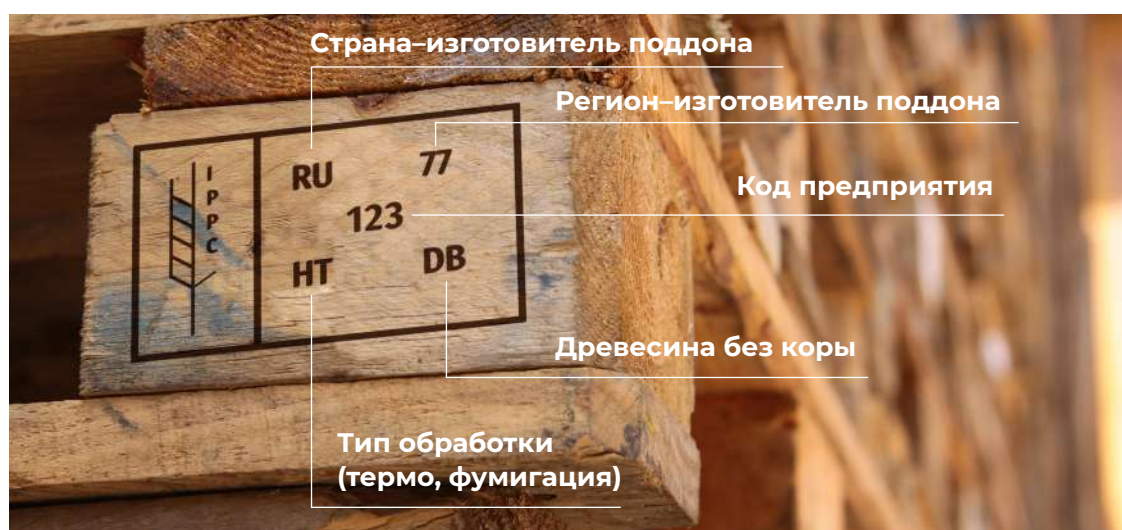 Страна–изготовитель поддона
Регион–изготовитель поддона
IPPC
RU 77
Код предприятия
123
HT DB
Древесина без коры
Тип обработки
(термо, фумигация)